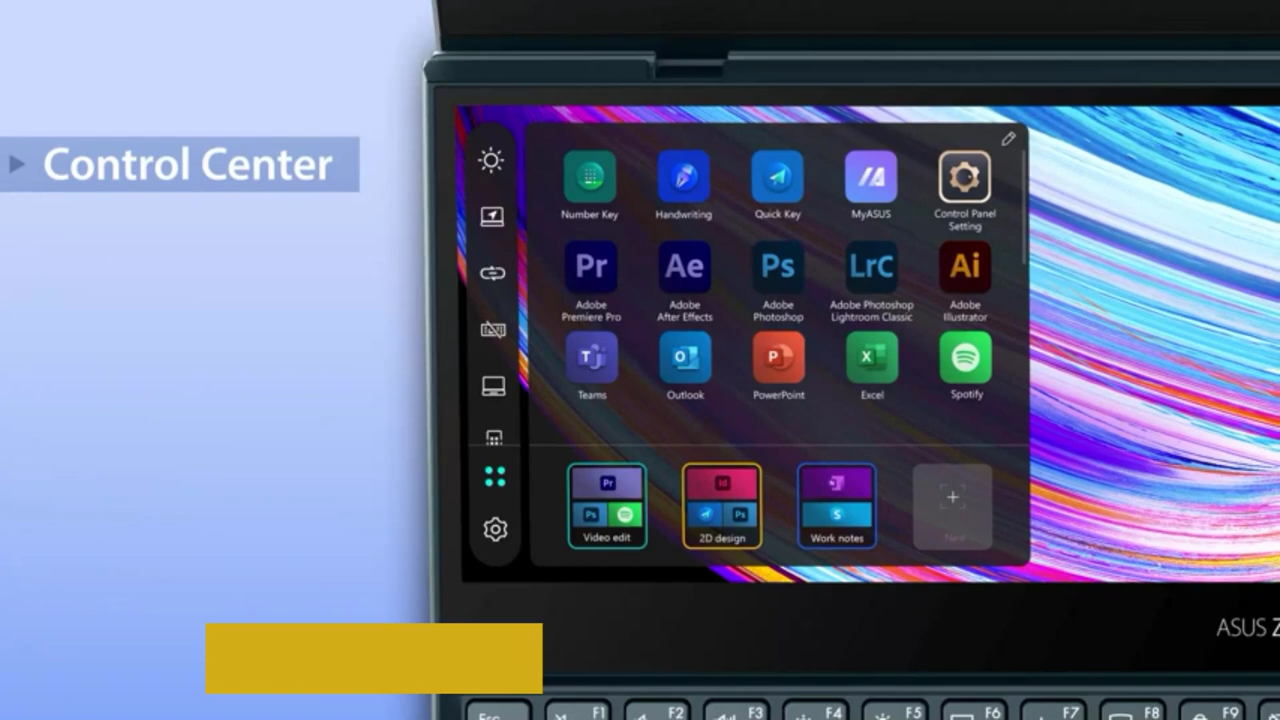 Control Center
Number Key
Handwriting
Quick Key
MyASUS
Control Panel
Setting
Pr
Ae
Ps
LrC
Ai
Adobe
Premiere Pro
Adobe
After Effects
Adobe
Photoshop
Adobe Photoshop
Lightroom Classic
Adobe
Illustrator
T
O
P
X
Teams
Outlook
PowerPoint
Excel
Spotify
Pr
Ps
Video edit
Id
Ps
2D design
S
Work notes
ASUS Z
Esc
F1
F2
F3
F4
F5
F6
F7
F8
F9